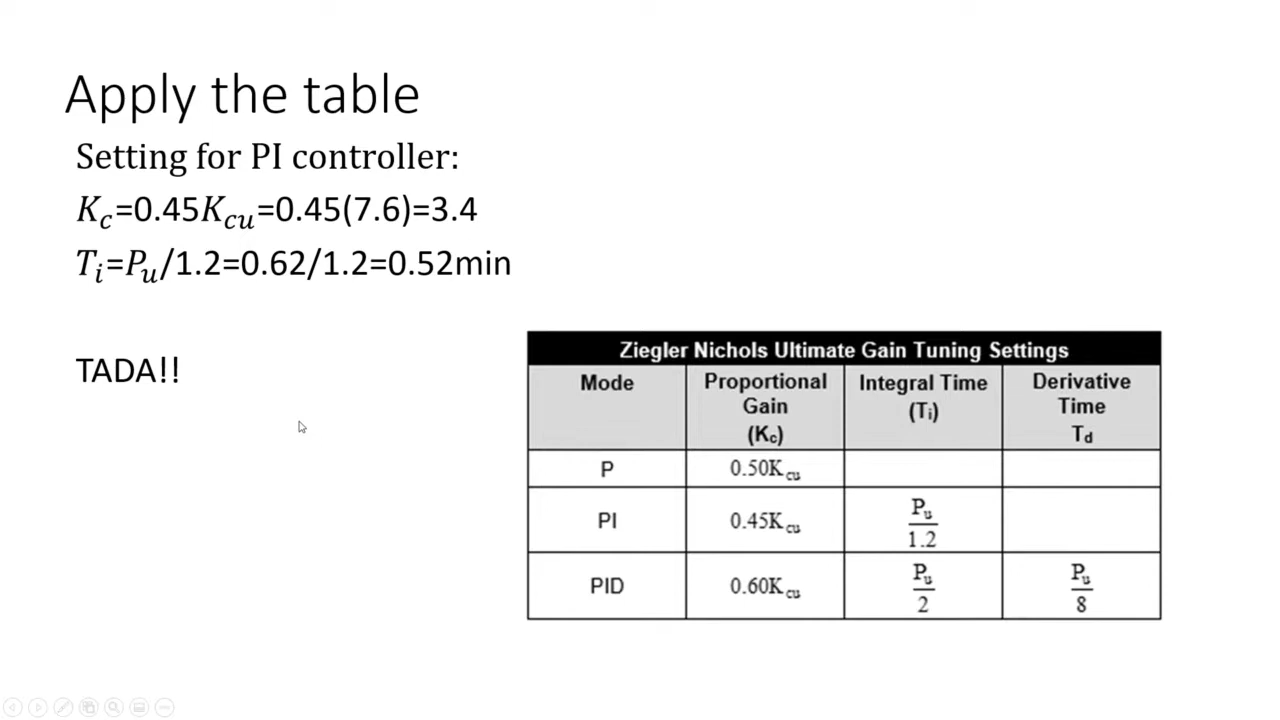 Apply the table
Setting for PI controller:
K_c=0.45K_cu=0.45(7.6)=3.4
T_i=P_u/1.2=0.62/1.2=0.52min
TADA!!
Ziegler Nichols Ultimate Gain Tuning Settings
Mode
Proportional
Gain
(K_c)
Integral Time
(T_i)
Derivative
Time
T_d
P
0.50K_cu
PI
0.45K_cu
P_u
1.2
PID
0.60K_cu
P_u
2
P_u
8